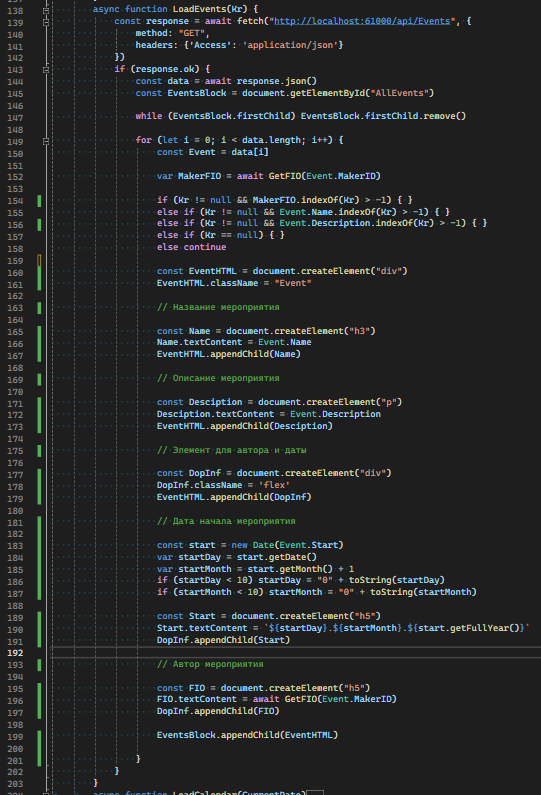 138 async function LoadEvents(Kr) {
139 const response = await fetch("http://localhost:61000/api/Events", {
140 method: "GET",
141 headers: {'Access': 'application/json'}
142 })
143 if (response.ok) {
144 const data = await response.json()
145 const EventsBlock = document.getElementById("AllEvents")
146
147 while (EventsBlock.firstChild) EventsBlock.firstChild.remove()
148
149 for (let i = 0; i < data.length; i++) {
150 const Event = data[i]
151
152 var MakerFIO = await GetFIO(Event.MakerID)
153
154 if (Kr != null && MakerFIO.indexOf(Kr) > -1) { }
155 else if (Kr != null && Event.Name.indexOf(Kr) > -1) { }
156 else if (Kr != null && Event.Description.indexOf(Kr) > -1) { }
157 else if (Kr == null) { }
158 else continue
159
160 const EventHTML = document.createElement("div")
161 EventHTML.className = "Event"
162
163 // Название мероприятия
164
165 const Name = document.createElement("h3")
166 Name.textContent = Event.Name
167 EventHTML.appendChild(Name)
168
169 // Описание мероприятия
170
171 const Desciption = document.createElement("p")
172 Desciption.textContent = Event.Description
173 EventHTML.appendChild(Desciption)
174
175 // Элемент для автора и даты
176
177 const DopInf = document.createElement("div")
178 DopInf.className = 'flex'
179 EventHTML.appendChild(DopInf)
180
181 // Дата начала мероприятия
182
183 const start = new Date(Event.Start)
184 var startDay = start.getDate()
185 var startMonth = start.getMonth() + 1
186 if (startDay < 10) startDay = "0" + toString(startDay)
187 if (startMonth < 10) startMonth = "0" + toString(startMonth)
188
189 const Start = document.createElement("h5")
190 Start.textContent = `${startDay}.${startMonth}.${start.getFullYear()}`
191 DopInf.appendChild(Start)
192
193 // Автор мероприятия
194
195 const FIO = document.createElement("h5")
196 FIO.textContent = await GetFIO(Event.MakerID)
197 DopInf.appendChild(FIO)
198
199 EventsBlock.appendChild(EventHTML)
200
201 }
202 }
203 }